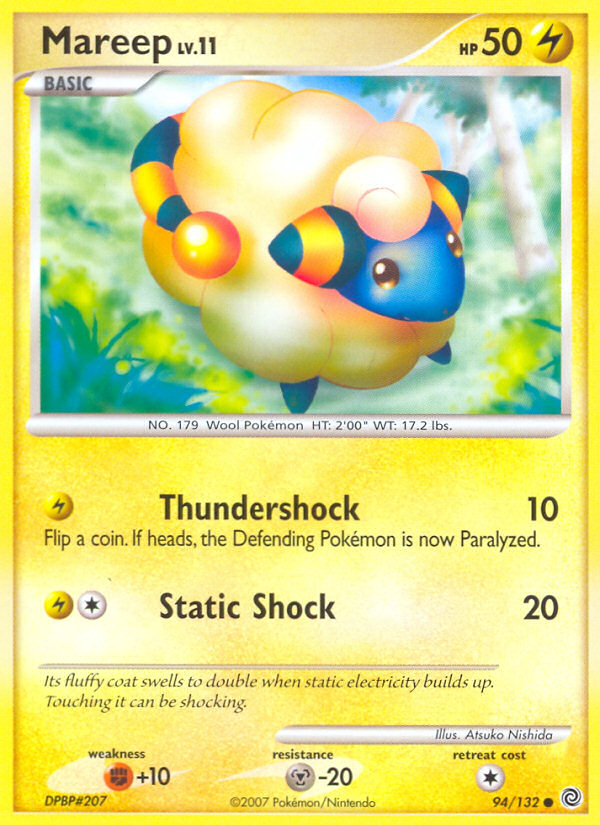 Mareep LV.11 HP 50
BASIC
NO. 179 Wool Pokémon HT: 2'00" WT: 17.2 lbs.
Thundershock 10
Flip a coin. If heads, the Defending Pokémon is now Paralyzed.
Static Shock 20
Its fluffy coat swells to double when static electricity builds up.
Touching it can be shocking.
Illus. Atsuko Nishida
weakness resistance retreat cost
+10 -20
DPBP#207 ©2007 Pokémon/Nintendo 94/132